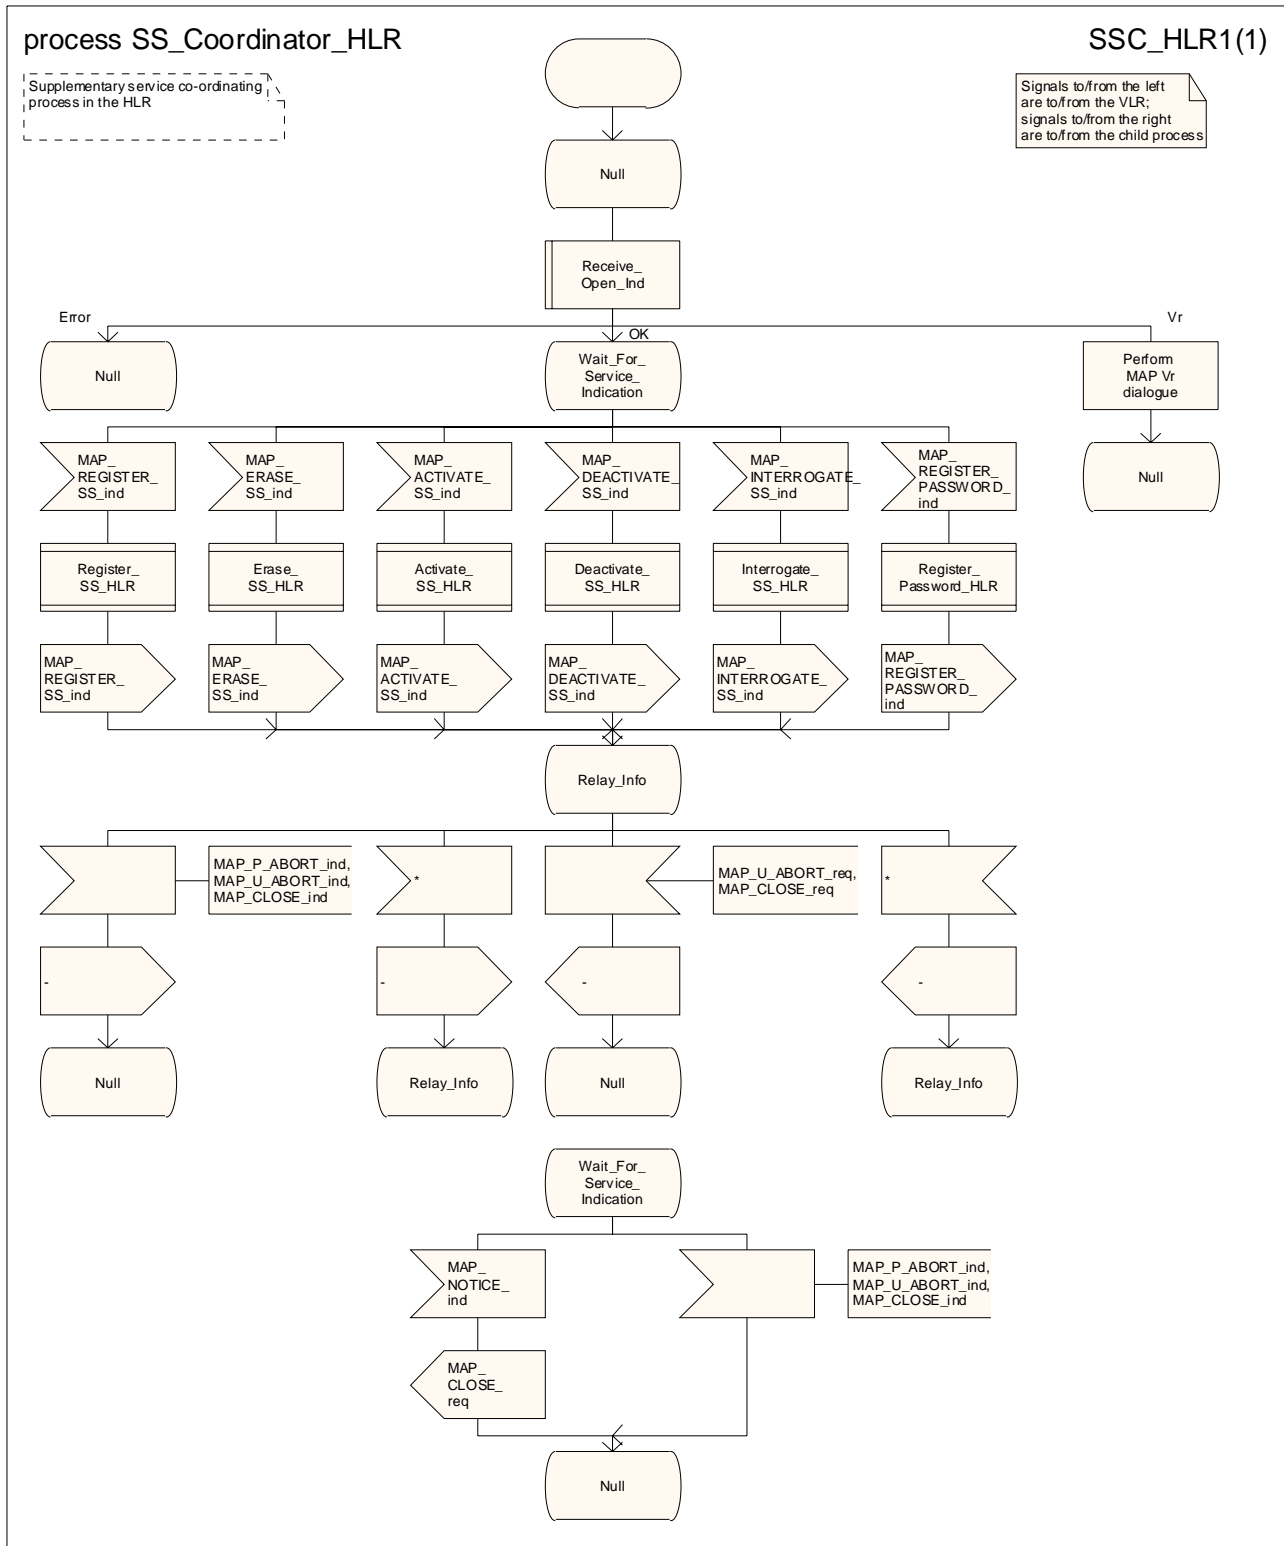 process SS_Coordinator_HLR
SSC_HLR1(1)
Supplementary service co-ordinating
process in the HLR
Signals to/from the left
are to/from the VLR;
signals to/from the right
are to/from the child process
Null
Receive_
Open_Ind
Error
OK
Vr
Null
Wait_For_
Service_
Indication
Perform
MAP Vr
dialogue
Null
MAP_
REGISTER_
SS_ind
MAP_
ERASE_
SS_ind
MAP_
ACTIVATE_
SS_ind
MAP_
DEACTIVATE_
SS_ind
MAP_
INTERROGATE_
SS_ind
MAP_
REGISTER_
PASSWORD_
ind
Register_
SS_HLR
Erase_
SS_HLR
Activate_
SS_HLR
Deactivate_
SS_HLR
Interrogate_
SS_HLR
Register_
Password_HLR
MAP_
REGISTER_
SS_ind
MAP_
ERASE_
SS_ind
MAP_
ACTIVATE_
SS_ind
MAP_
DEACTIVATE_
SS_ind
MAP_
INTERROGATE_
SS_ind
MAP_
REGISTER_
PASSWORD_
ind
Relay_Info
MAP_P_ABORT_ind,
MAP_U_ABORT_ind,
MAP_CLOSE_ind
*
MAP_U_ABORT_req,
MAP_CLOSE_req
*
-
-
-
-
Null
Relay_Info
Null
Relay_Info
Wait_For_
Service_
Indication
MAP_
NOTICE_
ind
MAP_P_ABORT_ind,
MAP_U_ABORT_ind,
MAP_CLOSE_ind
MAP_
CLOSE_
req
Null